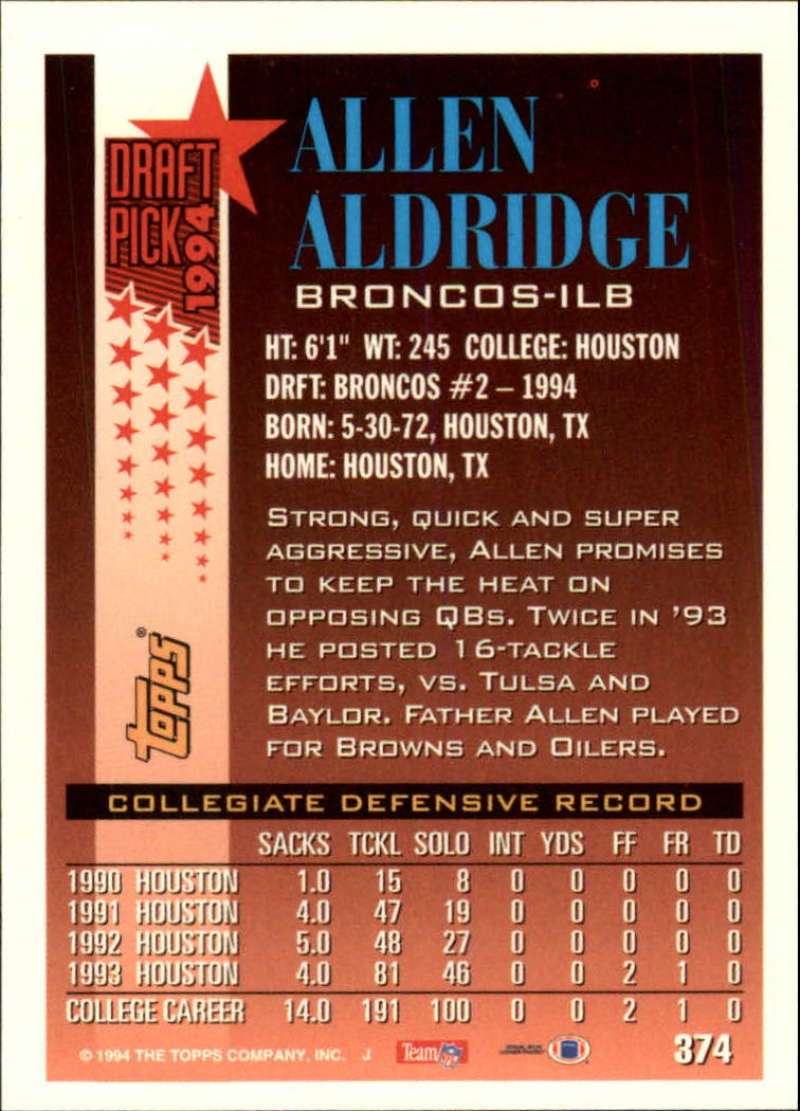 DRAFT
PICK
1994
ALLEN
ALDRIDGE
BRONCOS-ILB
HT: 6'1" WT: 245 COLLEGE: HOUSTON
DRFT: BRONCOS #2 – 1994
BORN: 5-30-72, HOUSTON, TX
HOME: HOUSTON, TX
STRONG, QUICK AND SUPER
AGGRESSIVE, ALLEN PROMISES
TO KEEP THE HEAT ON
OPPOSING QBS. TWICE IN '93
HE POSTED 16-TACKLE
EFFORTS, VS. TULSA AND
BAYLOR. FATHER ALLEN PLAYED
FOR BROWNS AND OILERS.
TOPPS®
COLLEGIATE DEFENSIVE RECORD
SACKS TCKL SOLO INT YDS FF FR TD
1990 HOUSTON 1.0 15 8 0 0 0 0 0
1991 HOUSTON 4.0 47 19 0 0 0 0 0
1992 HOUSTON 5.0 48 27 0 0 0 0 0
1993 HOUSTON 4.0 81 46 0 0 2 1 0
COLLEGE CAREER 14.0 191 100 0 0 2 1 0
© 1994 THE TOPPS COMPANY, INC. J Team NFL 374